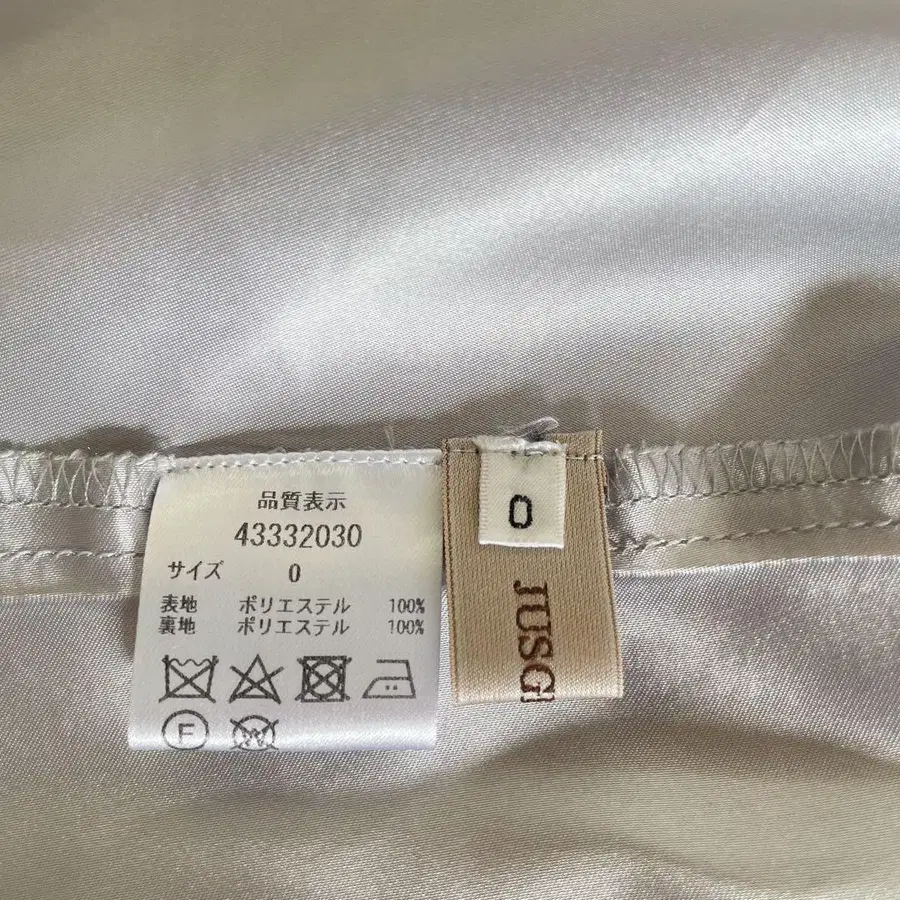 品質表示
43332030
サイズ 0
表地 ポリエステル 100%
裏地 ポリエステル 100%
F
W
0
JUSG